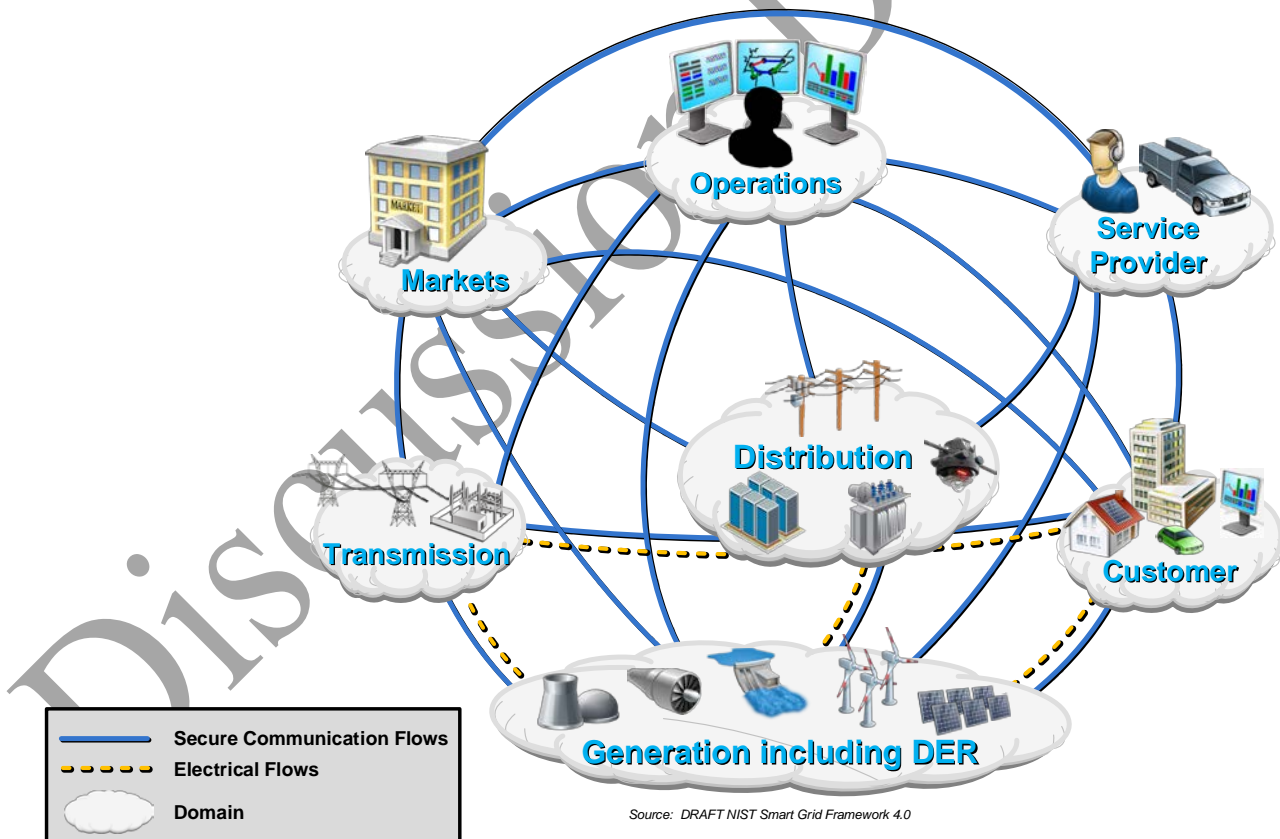 Operations
MARKET
Markets
Service
Provider
Distribution
Transmission
Customer
Generation including DER
Secure Communication Flows
Electrical Flows
Domain
Source: DRAFT NIST Smart Grid Framework 4.0
Discussion